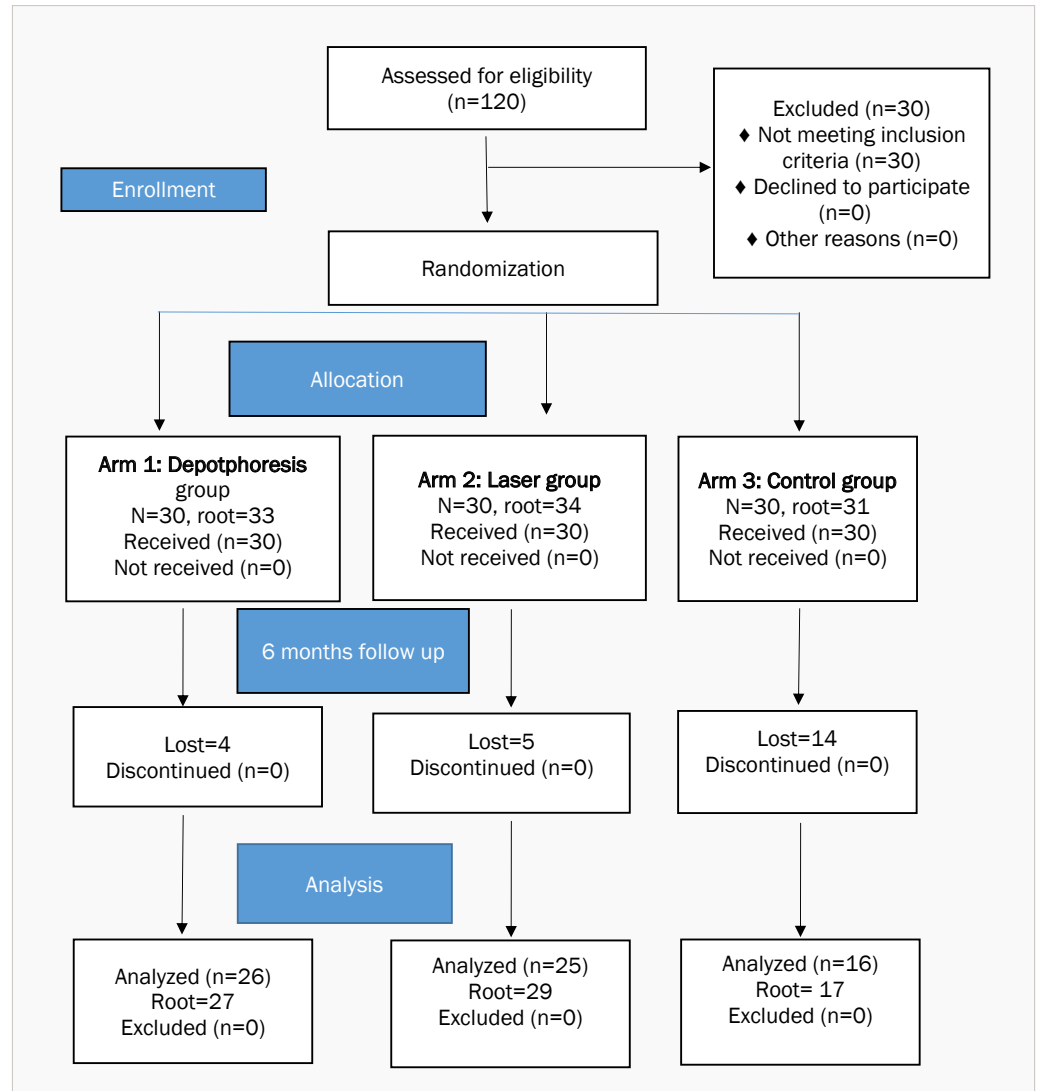 Assessed for eligibility
(n=120)
Excluded (n=30)
♦ Not meeting inclusion
criteria (n=30)
♦ Declined to participate
(n=0)
♦ Other reasons (n=0)
Enrollment
Randomization
Allocation
Arm 1: Depotphoresis
group
N=30, root=33
Received (n=30)
Not received (n=0)
Arm 2: Laser group
N=30, root=34
Received (n=30)
Not received (n=0)
Arm 3: Control group
N=30, root=31
Received (n=30)
Not received (n=0)
6 months follow up
Lost=4
Discontinued (n=0)
Lost=5
Discontinued (n=0)
Lost=14
Discontinued (n=0)
Analysis
Analyzed (n=26)
Root=27
Excluded (n=0)
Analyzed (n=25)
Root=29
Excluded (n=0)
Analyzed (n=16)
Root= 17
Excluded (n=0)